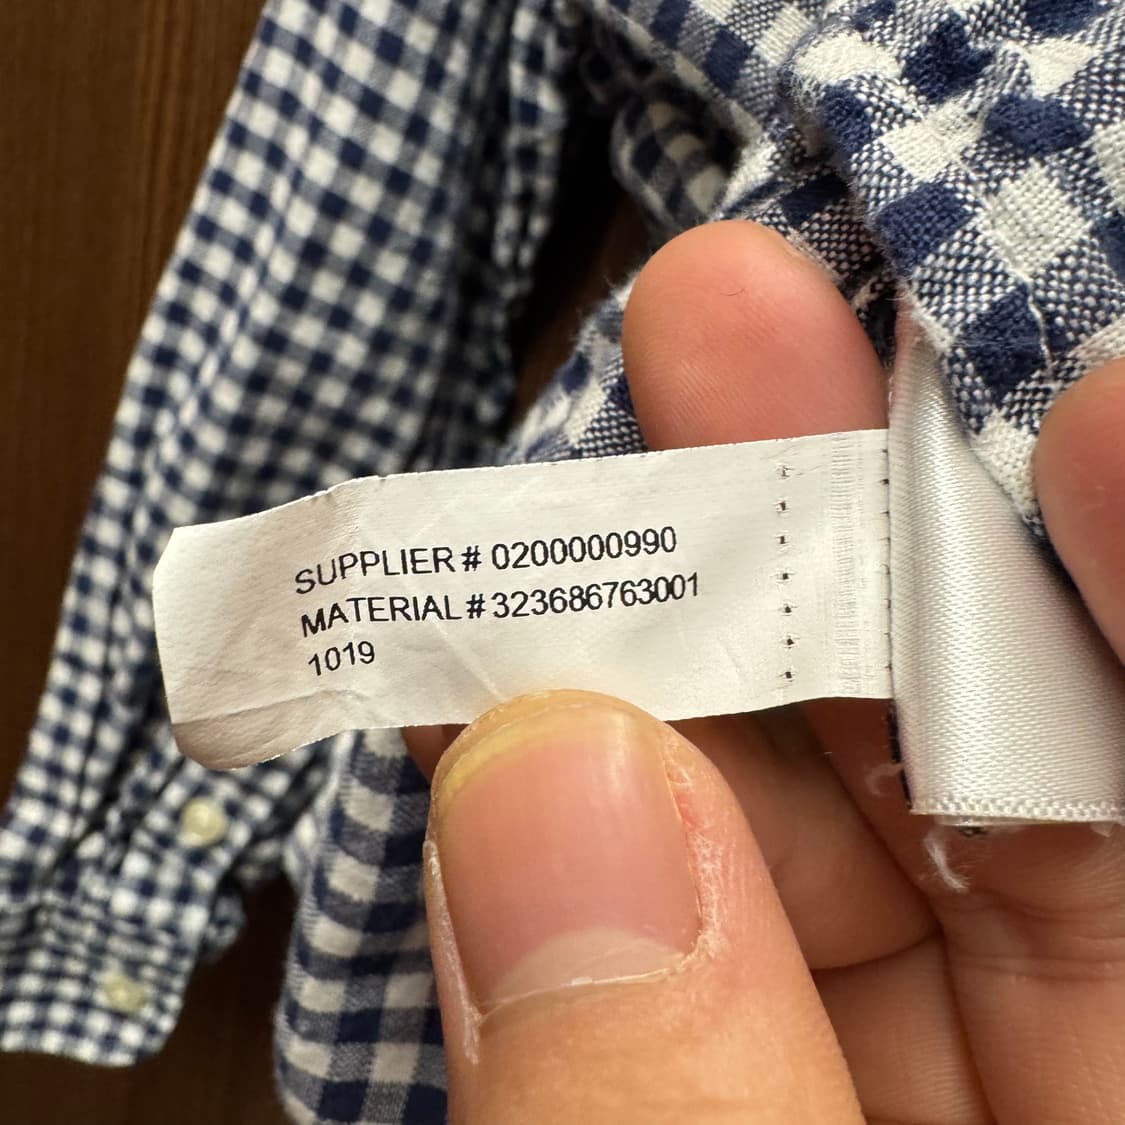 SUPPLIER # 0200000990
MATERIAL # 323686763001
1019